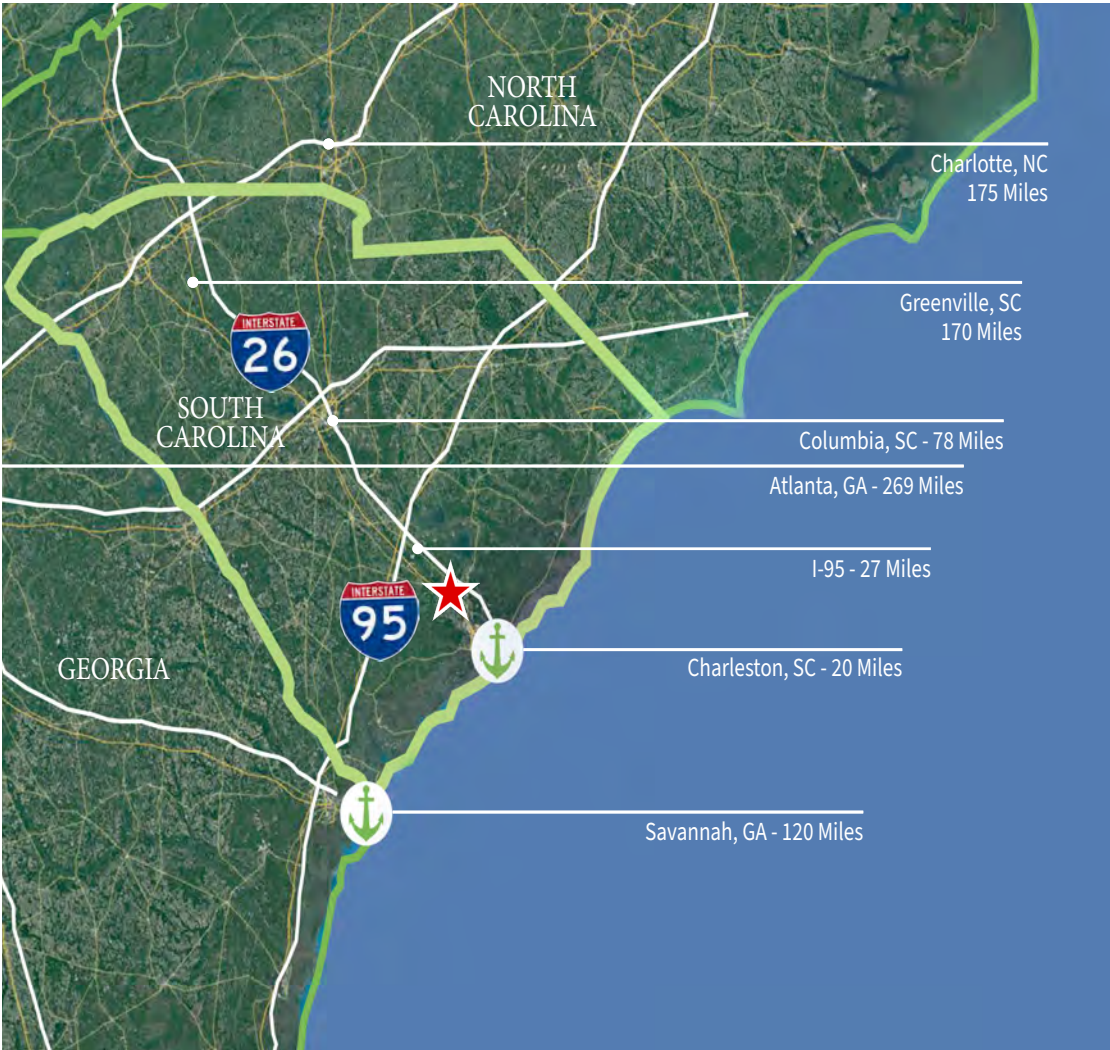 NORTH
CAROLINA
Charlotte, NC
175 Miles
Greenville, SC
170 Miles
INTERSTATE
26
SOUTH
CAROLINA
Columbia, SC - 78 Miles
Atlanta, GA - 269 Miles
I-95 - 27 Miles
INTERSTATE
95
GEORGIA
Charleston, SC - 20 Miles
Savannah, GA - 120 Miles